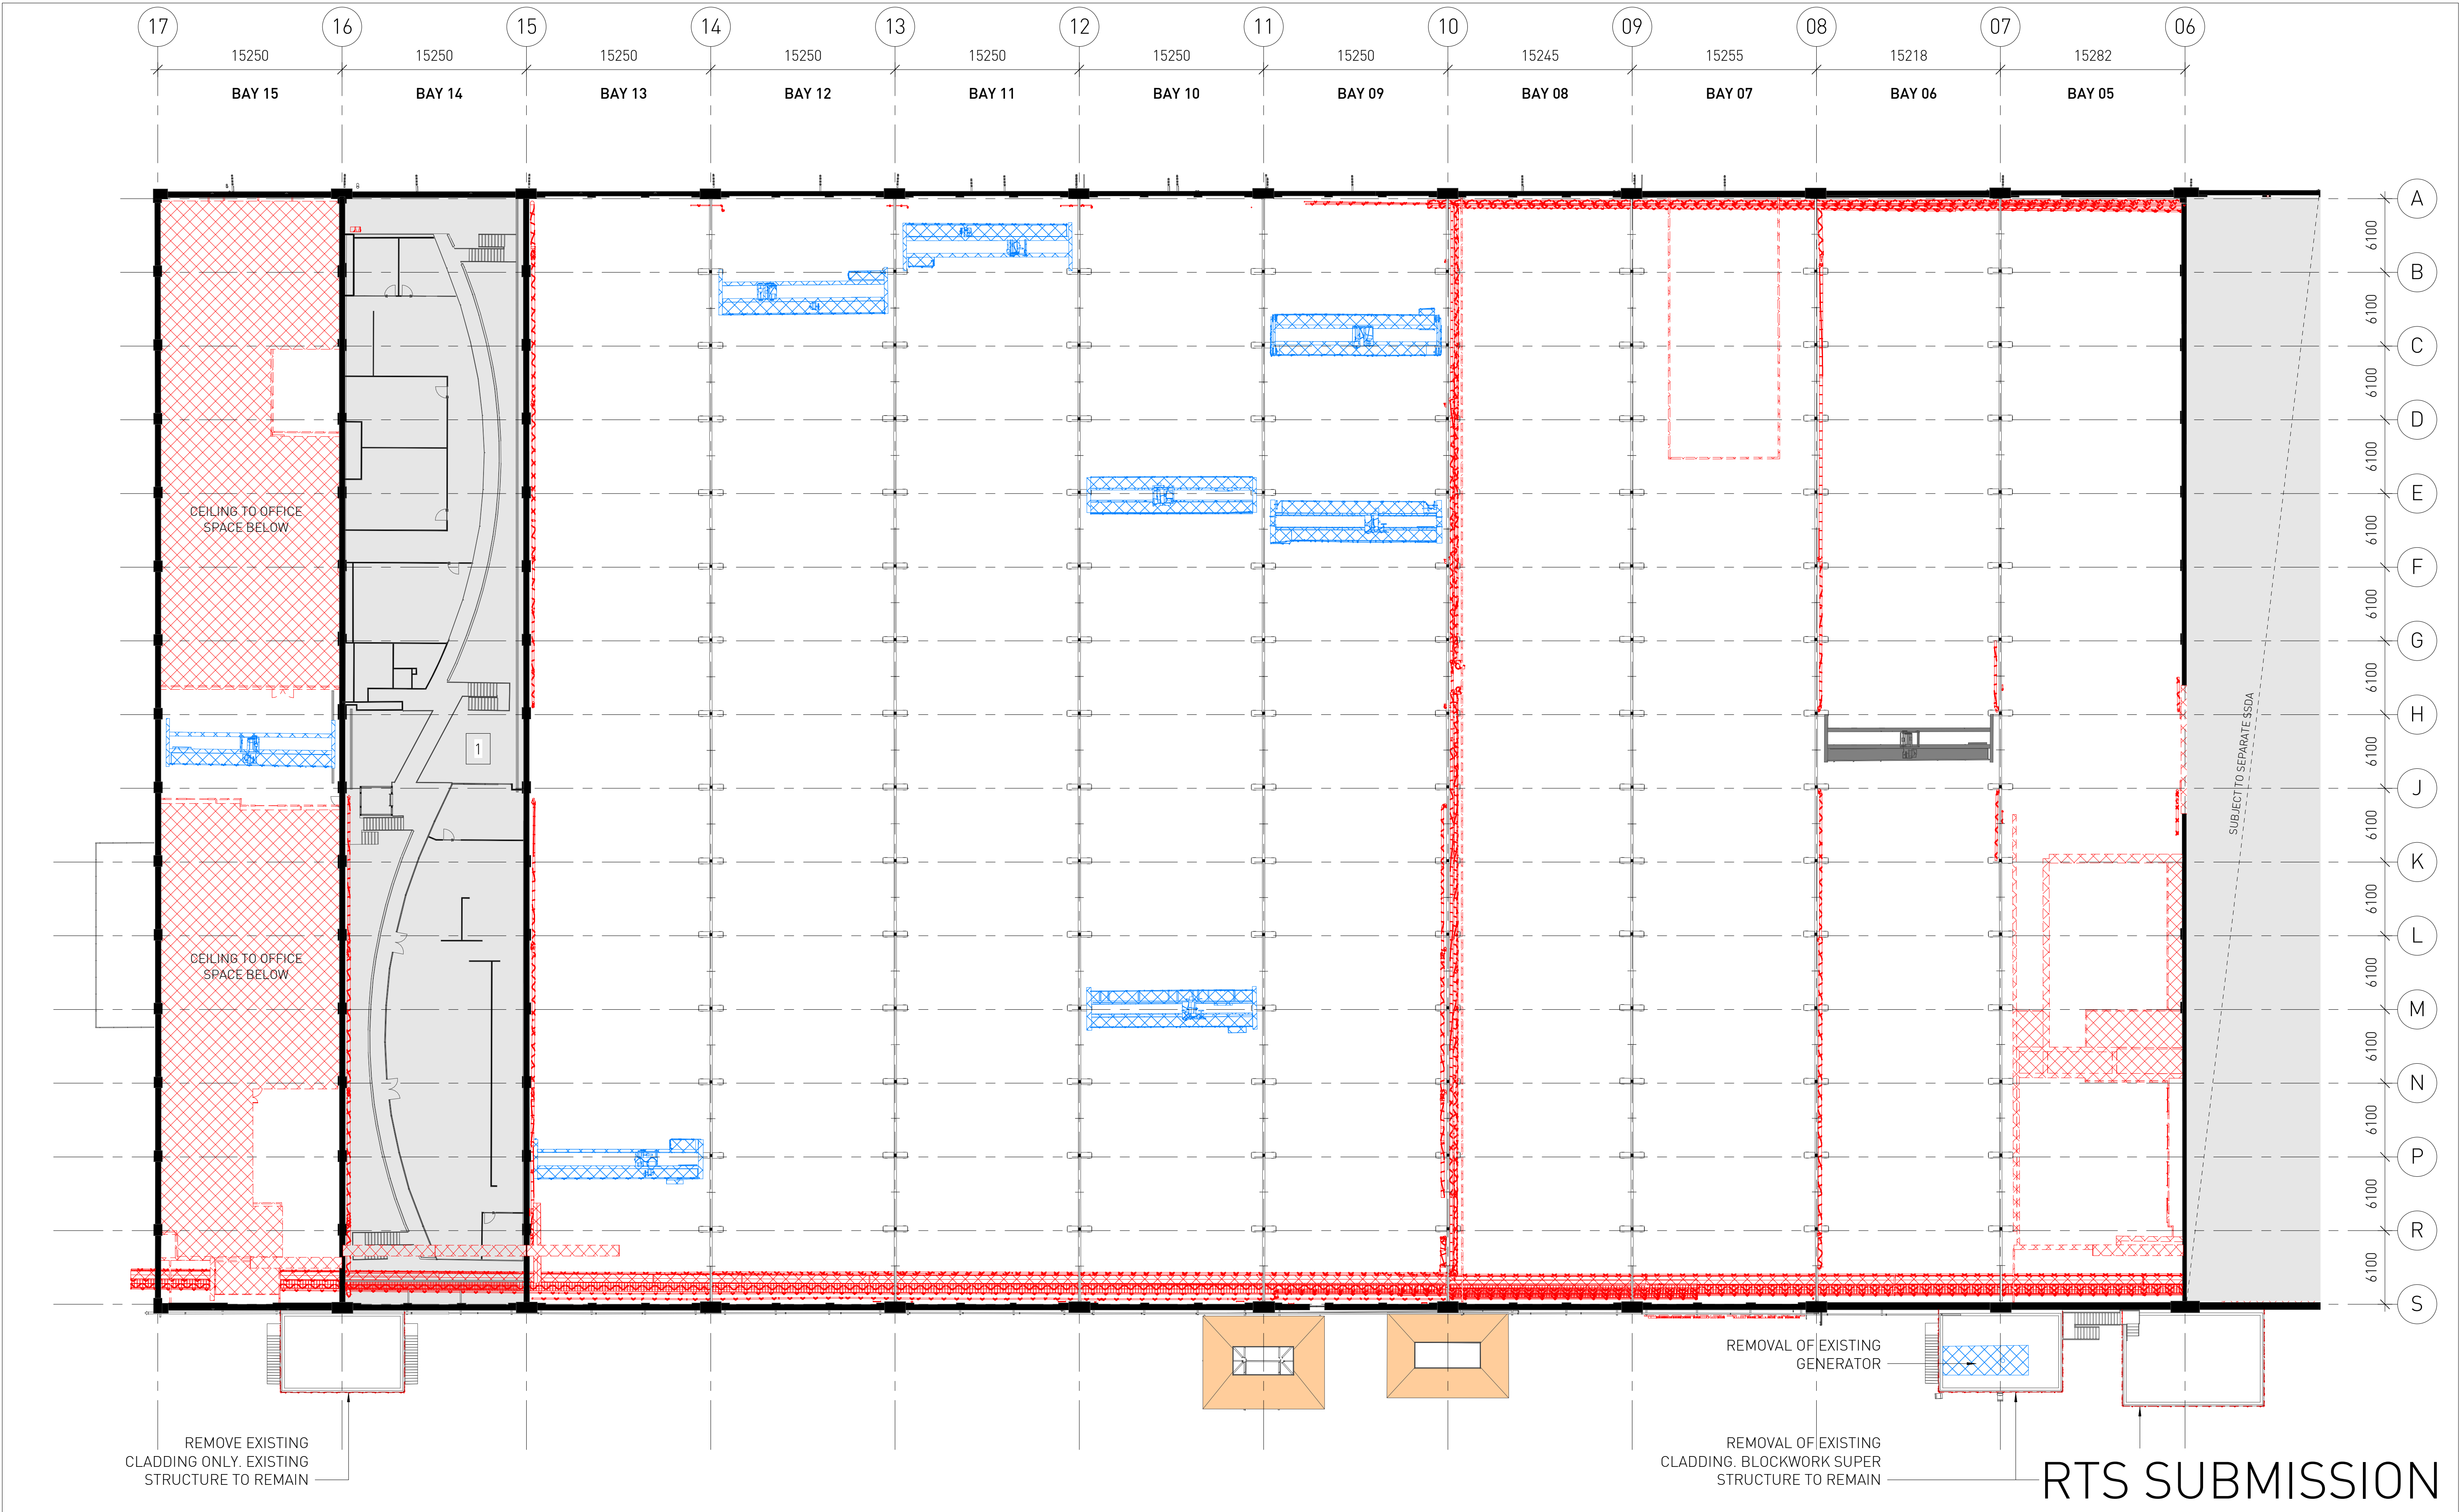 17 16 15 14 13 12 11 10 09 08 07 06
15250 15250 15250 15250 15250 15250 15250 15245 15255 15218 15282
BAY 15 BAY 14 BAY 13 BAY 12 BAY 11 BAY 10 BAY 09 BAY 08 BAY 07 BAY 06 BAY 05
A
6100
B
6100
C
6100
D
6100
E
6100
F
6100
G
6100
H
6100
J
6100
K
6100
L
6100
M
6100
N
6100
P
6100
R
6100
S
CEILING TO OFFICE
SPACE BELOW
1
SUBJECT TO SEPARATE SSDA
CEILING TO OFFICE
SPACE BELOW
REMOVAL OF EXISTING
GENERATOR
REMOVE EXISTING
CLADDING ONLY. EXISTING
STRUCTURE TO REMAIN
REMOVAL OF EXISTING
CLADDING. BLOCKWORK SUPER
STRUCTURE TO REMAIN
RTS SUBMISSION